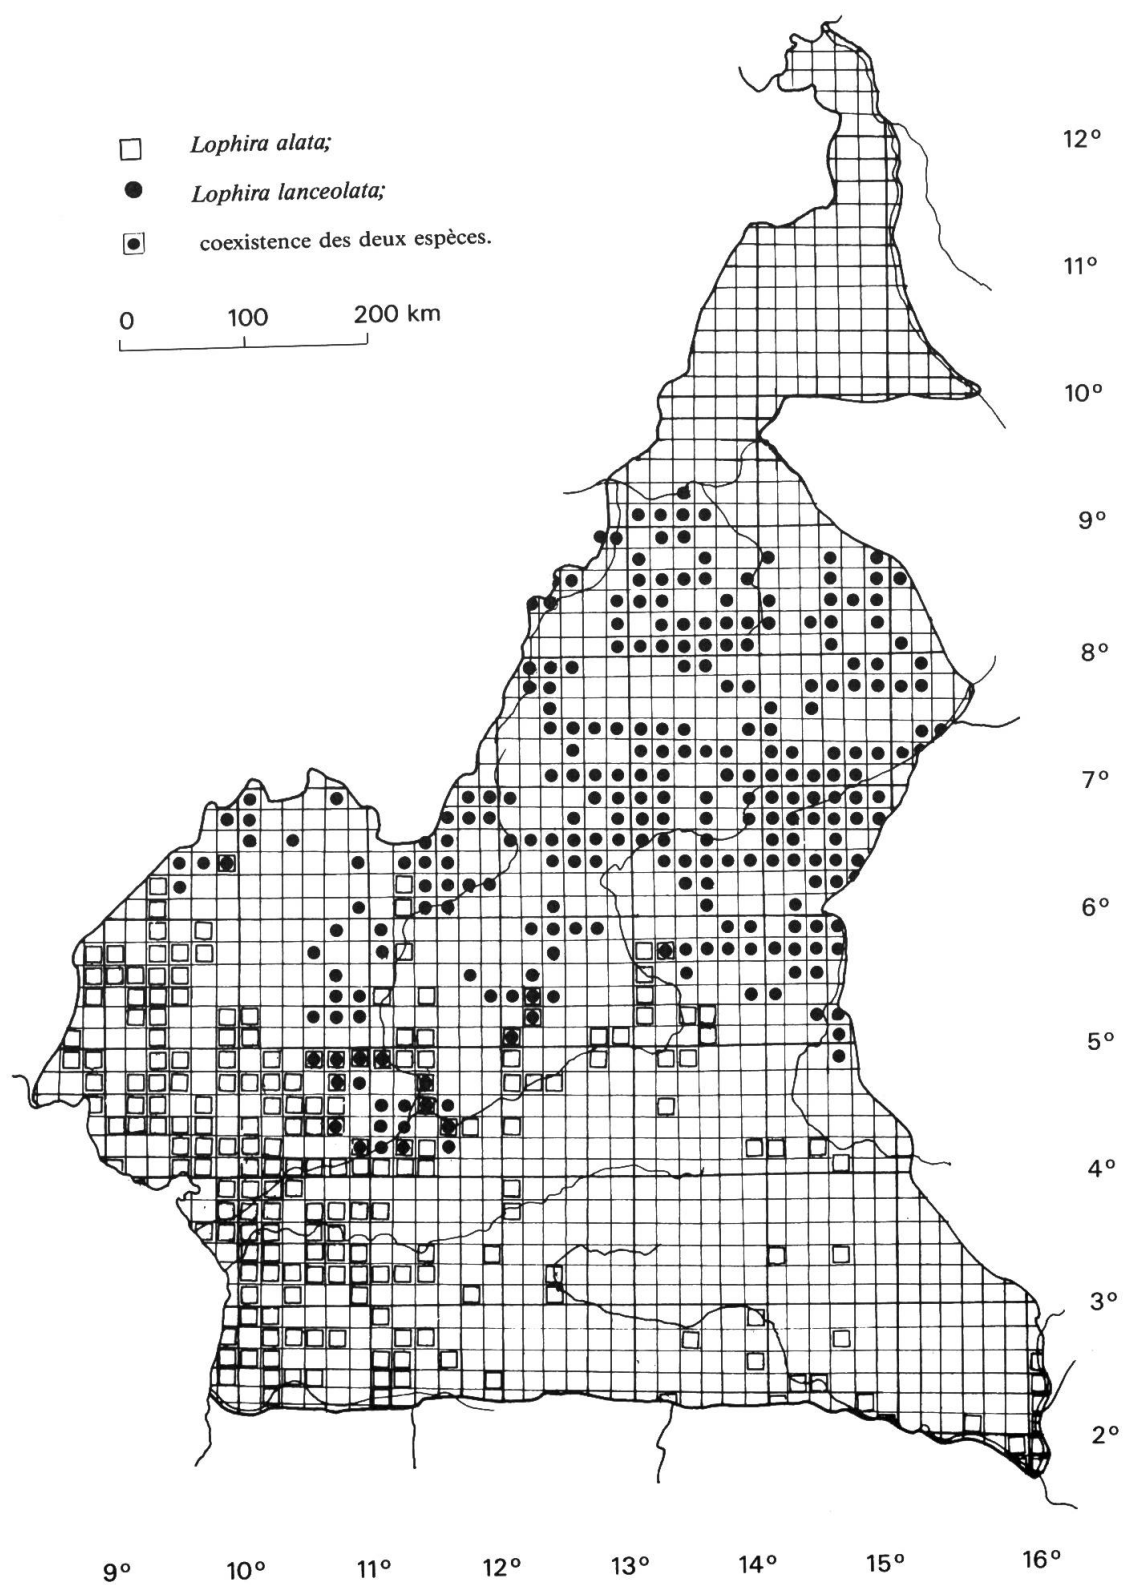 Lophira alata;
Lophira lanceolata;
coexistence des deux espèces.
0 100 200 km
12°
11°
10°
9°
8°
7°
6°
5°
4°
3°
2°
9° 10° 11° 12° 13° 14° 15° 16°